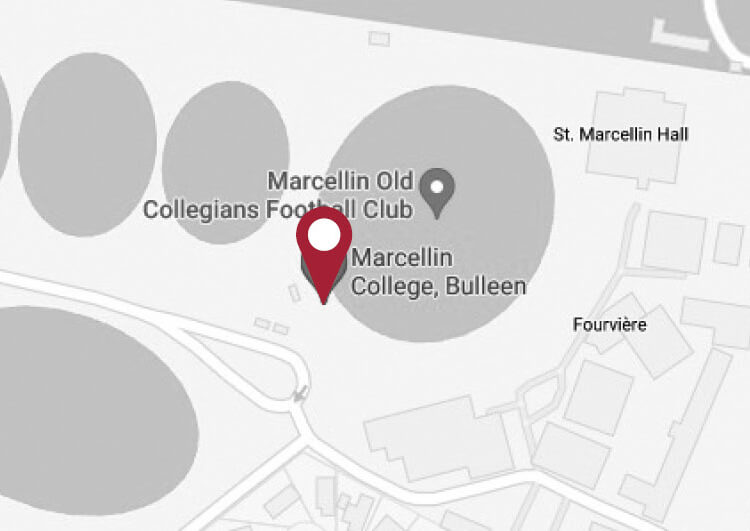 St. Marcellin Hall
Marcellin Old
Collegians Football Club
Marcellin
College, Bulleen
Fourvière